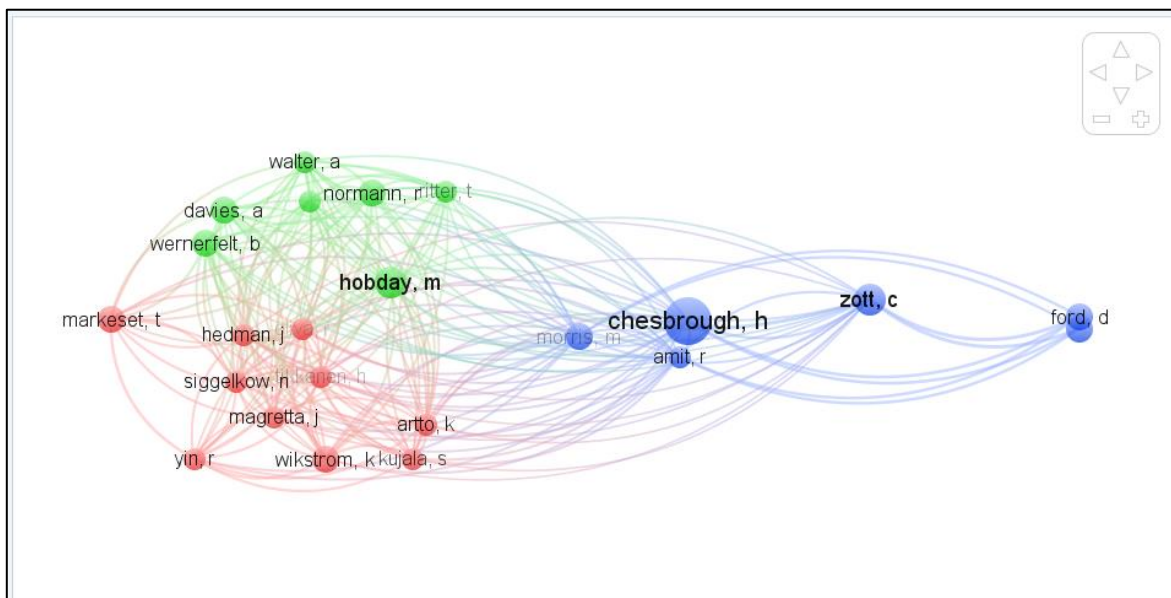 walter, a
normann, r
ritter, t
davies, a
wernerfelt, b
hobday, m
markeset, t
hedman, j
chesbrough, h
zott, c
ford, d
morris, m
amit, r
siggelkow, n
magretta, j
artto, k
yin, r
wikstrom, k
kujala, s